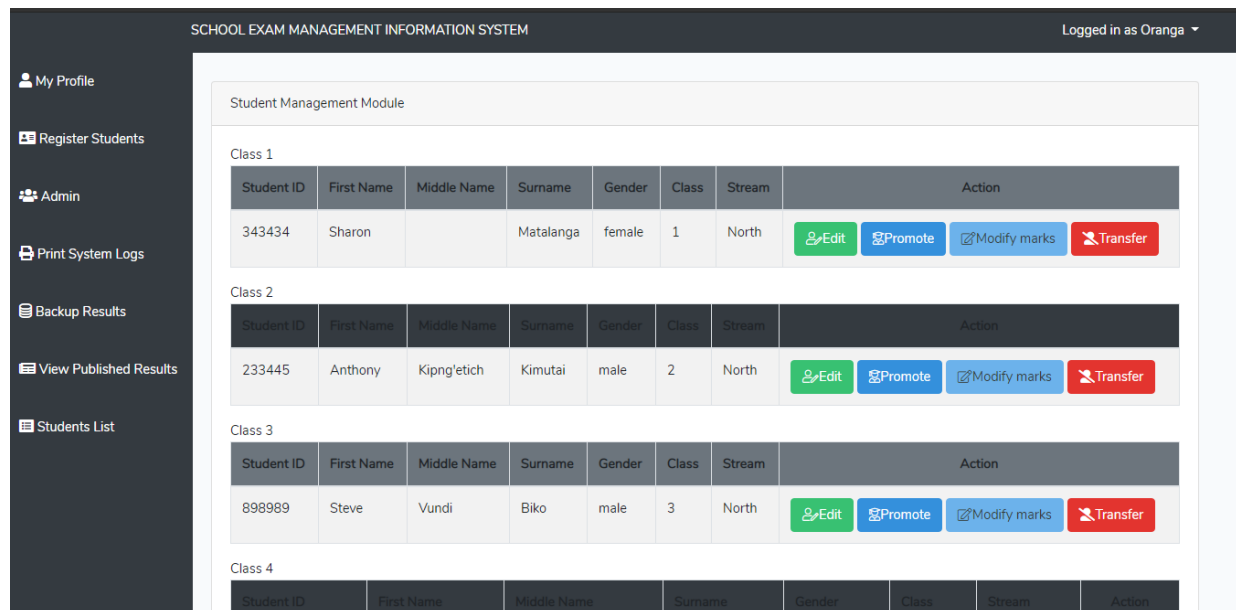 SCHOOL EXAM MANAGEMENT INFORMATION SYSTEM
Logged in as Oranga
My Profile
Register Students
Admin
Print System Logs
Backup Results
View Published Results
Students List
Student Management Module
Class 1
Student ID First Name Middle Name Surname Gender Class Stream Action
343434 Sharon Matalanga female 1 North Edit Promote Modify marks Transfer
Class 2
Student ID First Name Middle Name Surname Gender Class Stream Action
233445 Anthony Kipng'etich Kimutai male 2 North Edit Promote Modify marks Transfer
Class 3
Student ID First Name Middle Name Surname Gender Class Stream Action
898989 Steve Vundi Biko male 3 North Edit Promote Modify marks Transfer
Class 4
Student ID First Name Middle Name Surname Gender Class Stream Action